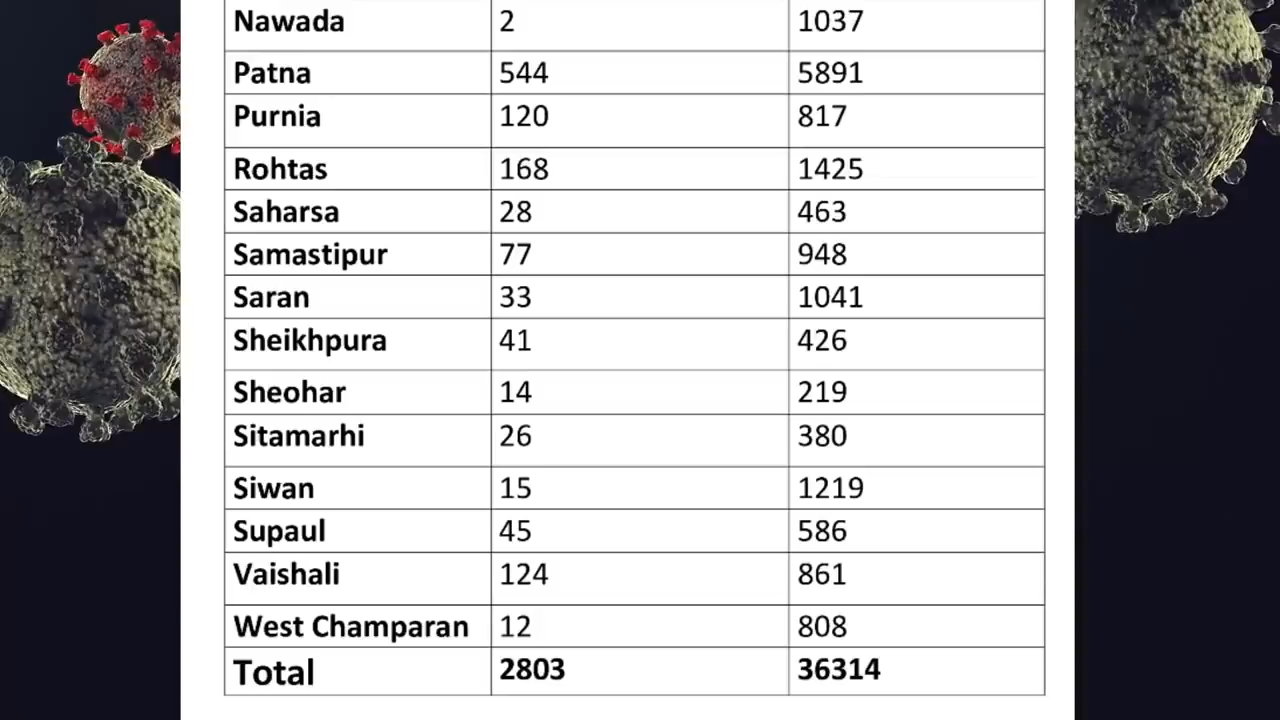 Nawada 2 1037
Patna 544 5891
Purnia 120 817
Rohtas 168 1425
Saharsa 28 463
Samastipur 77 948
Saran 33 1041
Sheikhpura 41 426
Sheohar 14 219
Sitamarhi 26 380
Siwan 15 1219
Supaul 45 586
Vaishali 124 861
West Champaran 12 808
Total 2803 36314